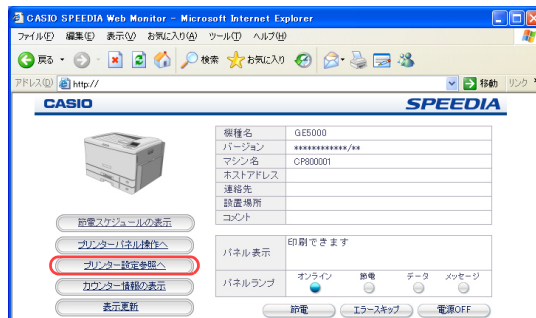 CASIO SPEEDIA Web Monitor - Microsoft Internet Explorer
ファイル(F) 編集(E) 表示(V) お気に入り(A) ツール(T) ヘルプ(H)
戻る 検索 お気に入り
アドレス(D) http:// 移動 リンク
CASIO SPEEDIA
機種名 GE5000
バージョン ************/**
マシン名 CP800001
ホストアドレス
連絡先
設置場所
コメント
節電スケジュールの表示
プリンターパネル操作へ
プリンター設定参照へ
カウンター情報の表示
表示更新
パネル表示 印刷できます
パネルランプ オンライン 節電 データ メッセージ
節電 エラースキップ 電源OFF